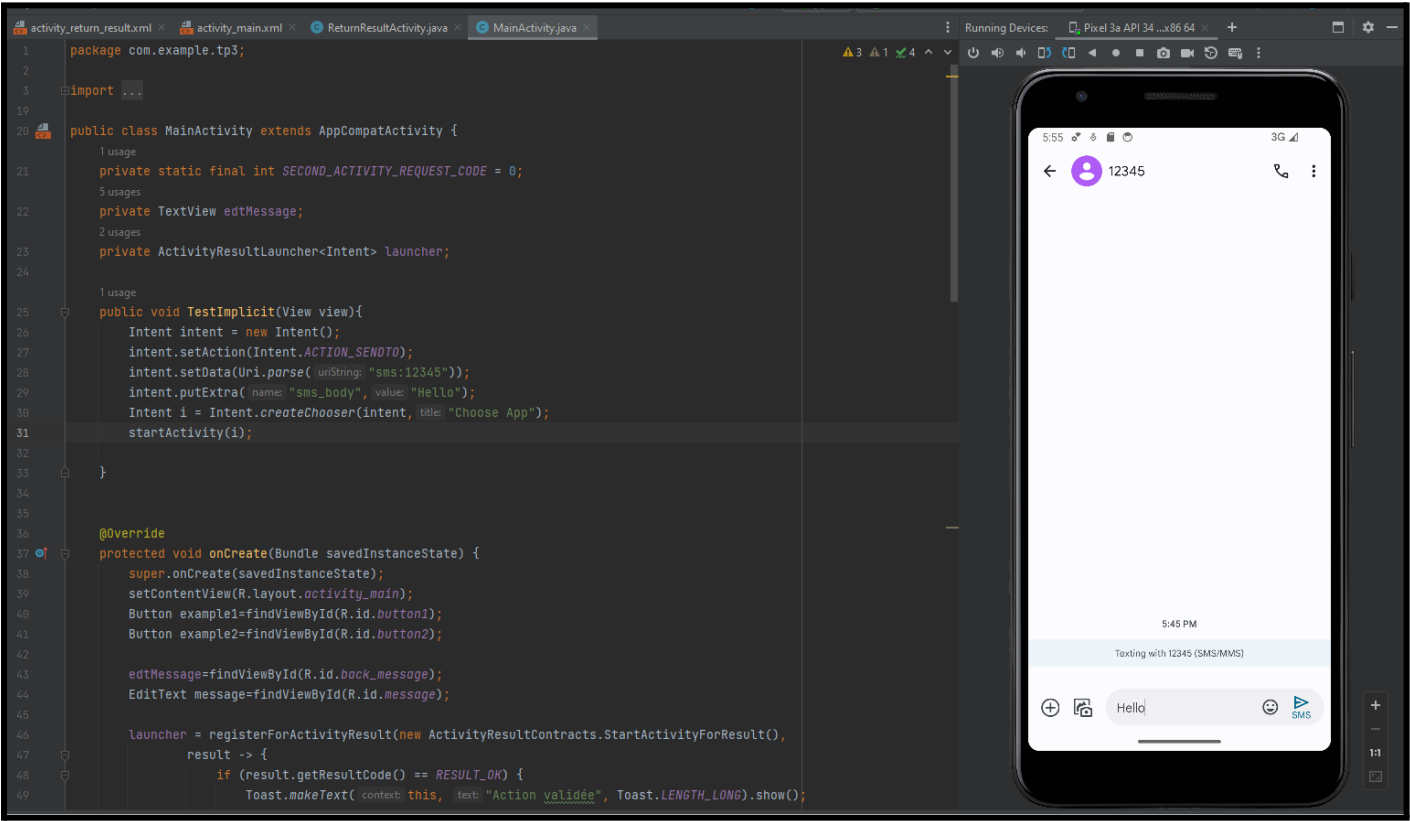 activity_return_result.xml
activity_main.xml
ReturnResultActivity.java
MainActivity.java
Running Devices:
Pixel 3a API 34 ...x86 64
1 package com.example.tp3;
3 1 4
2
3 import ...
19
20 public class MainActivity extends AppCompatActivity {
1 usage
21 private static final int SECOND_ACTIVITY_REQUEST_CODE = 0;
5 usages
22 private TextView edtMessage;
2 usages
23 private ActivityResultLauncher<Intent> launcher;
24
1 usage
25 public void TestImplicit(View view){
26 Intent intent = new Intent();
27 intent.setAction(Intent.ACTION_SENDTO);
28 intent.setData(Uri.parse( uriString: "sms:12345"));
29 intent.putExtra( name: "sms_body", value: "Hello");
30 Intent i = Intent.createChooser(intent, title: "Choose App");
31 startActivity(i);
32
33 }
34
35
36 @Override
37 protected void onCreate(Bundle savedInstanceState) {
38 super.onCreate(savedInstanceState);
39 setContentView(R.layout.activity_main);
40 Button example1=findViewById(R.id.button1);
41 Button example2=findViewById(R.id.button2);
42
43 edtMessage=findViewById(R.id.back_message);
44 EditText message=findViewById(R.id.message);
45
46 launcher = registerForActivityResult(new ActivityResultContracts.StartActivityForResult(),
47 result -> {
48 if (result.getResultCode() == RESULT_OK) {
49 Toast.makeText( context: this, text: "Action validée", Toast.LENGTH_LONG).show();
5:55
3G
12345
5:45 PM
Texting with 12345 (SMS/MMS)
Hello
SMS
1:1